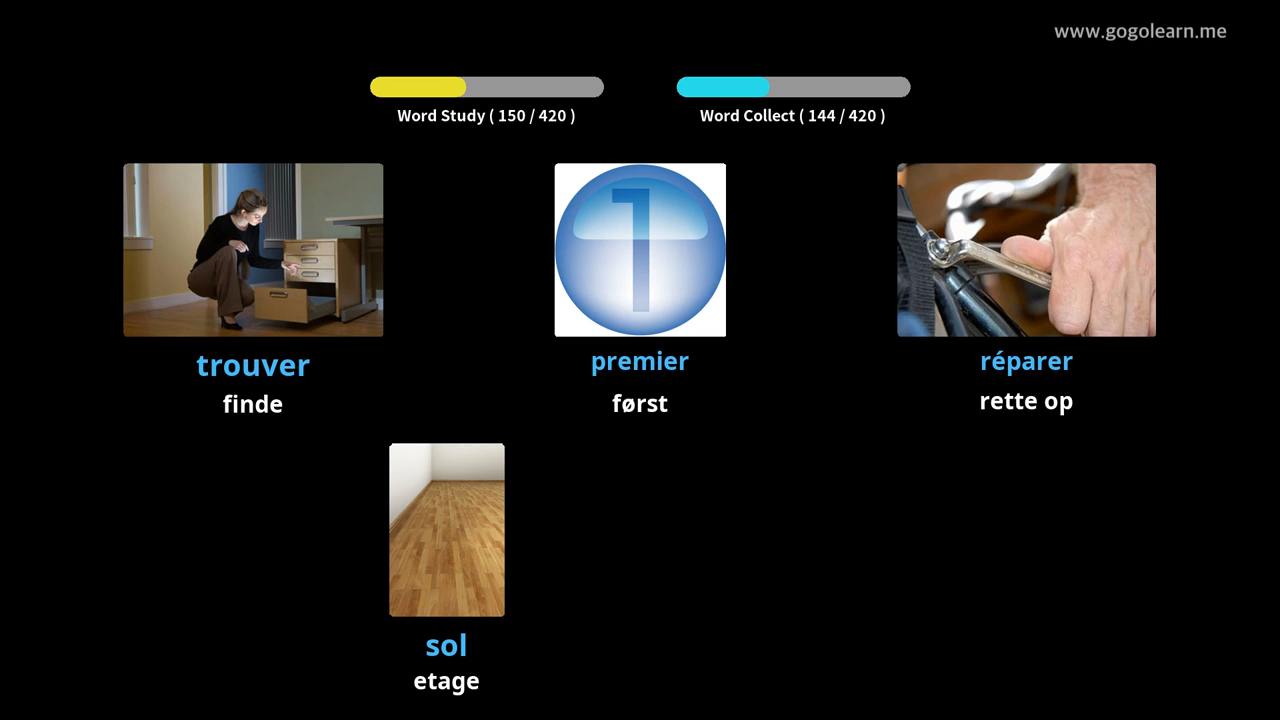 www.gogolearn.me
Word Study ( 150 / 420 )
Word Collect ( 144 / 420 )
1
trouver
finde
premier
først
réparer
rette op
sol
etage